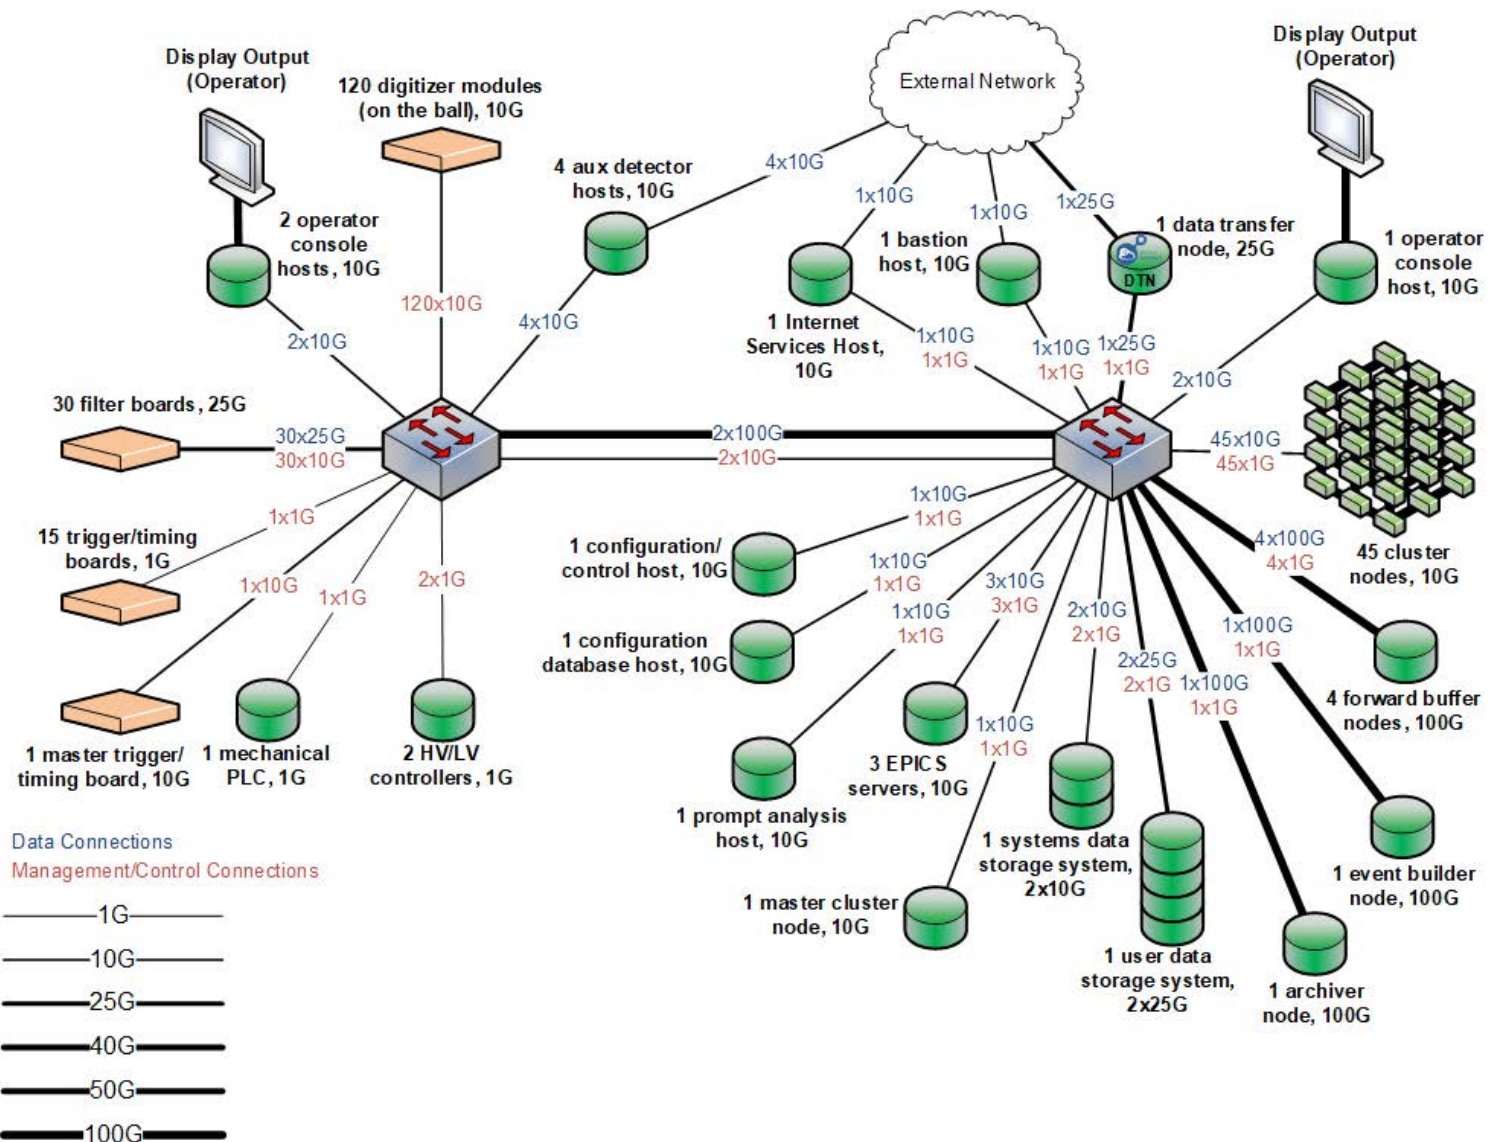 Display Output
(Operator)
120 digitizer modules
(on the ball), 10G
External Network
Display Output
(Operator)
4 aux detector
hosts, 10G
4x10G
1x10G
1x10G
1x25G
2 operator
console
hosts, 10G
1 bastion
host, 10G
1 data transfer
node, 25G
DTN
1 operator
console
host, 10G
120x10G
2x10G
4x10G
1 Internet
Services Host,
10G
1x10G
1x1G
1x10G
1x1G
1x25G
1x1G
2x10G
30 filter boards, 25G
30x25G
30x10G
2x100G
2x10G
45x10G
45x1G
45 cluster
nodes, 10G
1x1G
15 trigger/timing
boards, 1G
1x10G
1x1G
2x1G
1 master trigger/
timing board, 10G
1 mechanical
PLC, 1G
2 HV/LV
controllers, 1G
1x10G
1x1G
1 configuration/
control host, 10G
1x10G
1x1G
1 configuration
database host, 10G
1x10G
1x1G
3x10G
3x1G
2x10G
2x1G
2x25G
2x1G
1x100G
1x1G
1x100G
1x1G
4x100G
4x1G
4 forward buffer
nodes, 100G
1x10G
1x1G
3 EPICS
servers, 10G
1 prompt analysis
host, 10G
1 systems data
storage system,
2x10G
1 master cluster
node, 10G
1 event builder
node, 100G
1 user data
storage system,
2x25G
1 archiver
node, 100G
Data Connections
Management/Control Connections
1G
10G
25G
40G
50G
100G